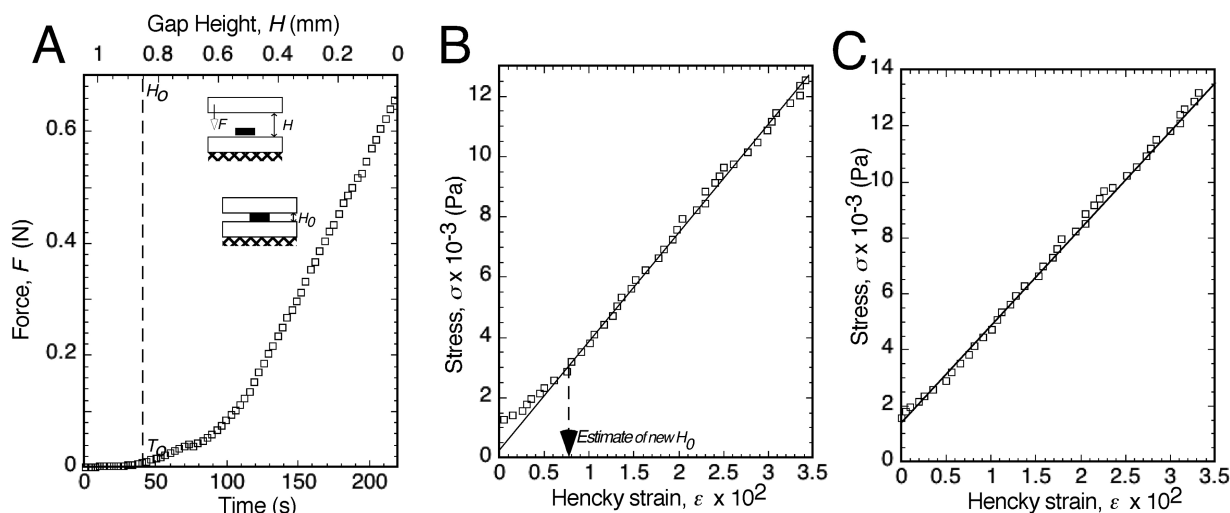 A
Gap Height, H (mm)
1 0.8 0.6 0.4 0.2 0
H0
F
H
H0
T0
0.6
0.4
0.2
0
Force, F (N)
0 50 100 150 200
Time (s)
B
12
10
8
6
4
2
0
Stress, σ x 10-3 (Pa)
Estimate of new H0
0 0.5 1 1.5 2 2.5 3 3.5
Hencky strain, ε x 102
C
14
12
10
8
6
4
2
0
Stress, σ x 10-3 (Pa)
0 0.5 1 1.5 2 2.5 3 3.5
Hencky strain, ε x 102